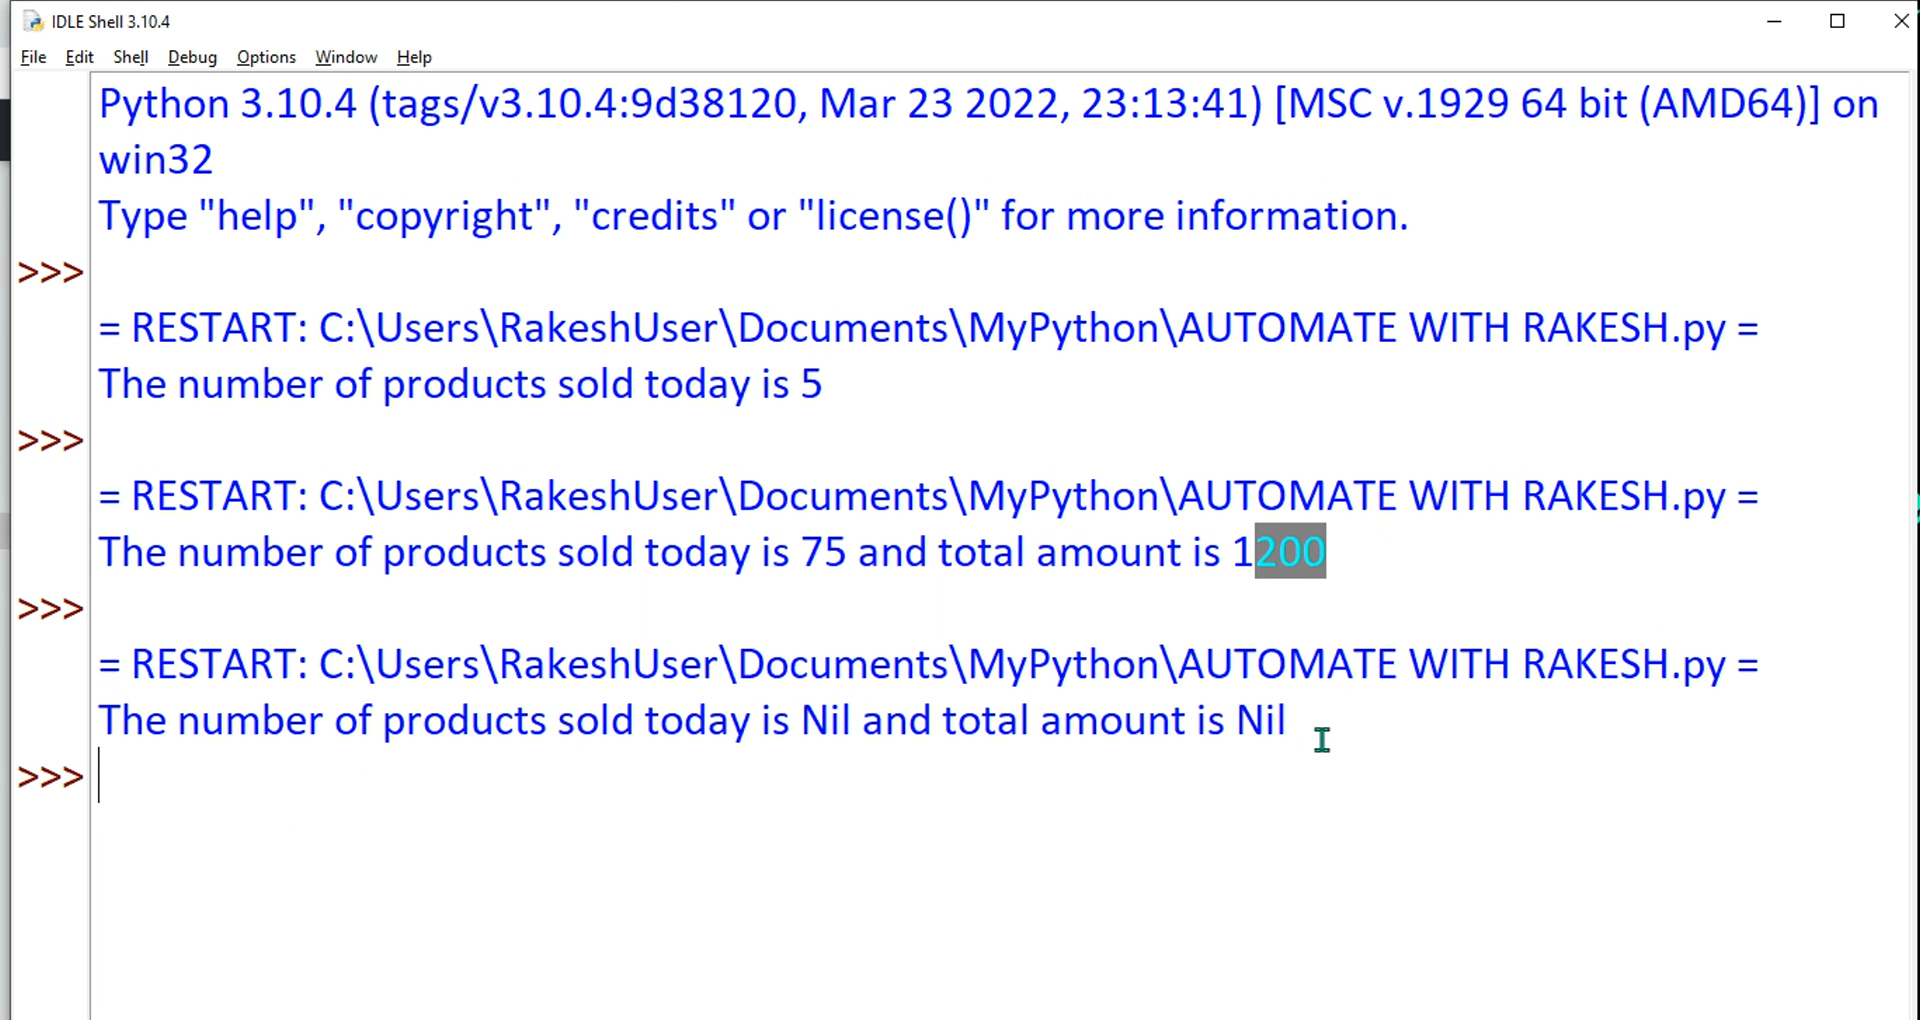 IDLE Shell 3.10.4
File Edit Shell Debug Options Window Help
Python 3.10.4 (tags/v3.10.4:9d38120, Mar 23 2022, 23:13:41) [MSC v.1929 64 bit (AMD64)] on
win32
Type "help", "copyright", "credits" or "license()" for more information.
>>>
= RESTART: C:\Users\RakeshUser\Documents\MyPython\AUTOMATE WITH RAKESH.py =
The number of products sold today is 5
>>>
= RESTART: C:\Users\RakeshUser\Documents\MyPython\AUTOMATE WITH RAKESH.py =
The number of products sold today is 75 and total amount is 1200
>>>
= RESTART: C:\Users\RakeshUser\Documents\MyPython\AUTOMATE WITH RAKESH.py =
The number of products sold today is Nil and total amount is Nil
>>>